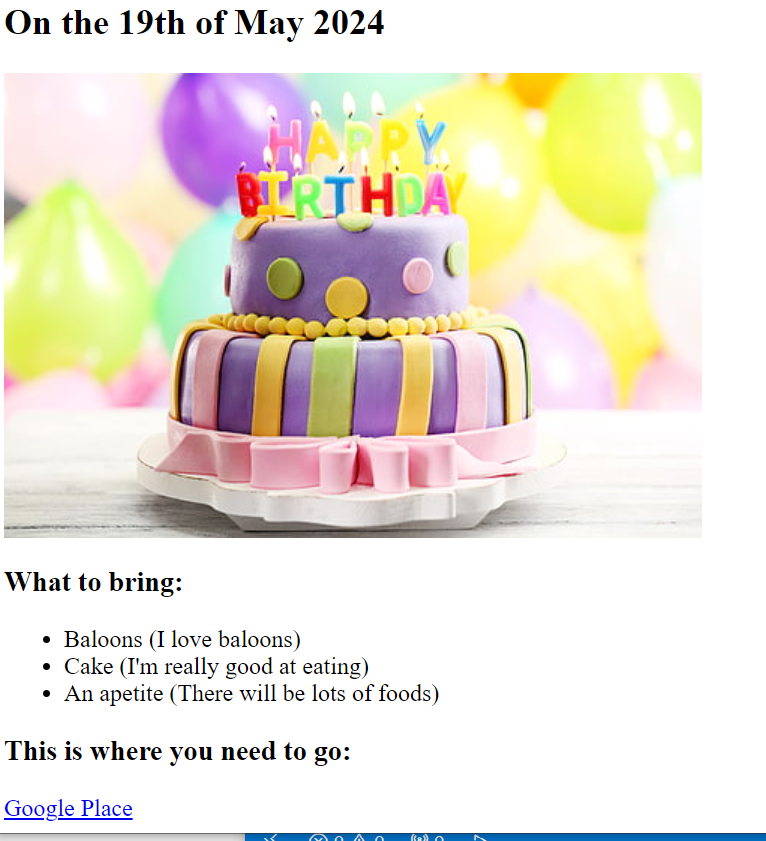 On the 19th of May 2024
HAPPY
BIRTHDAY
What to bring:
Baloons (I love baloons)
Cake (I'm really good at eating)
An apetite (There will be lots of foods)
This is where you need to go:
Google Place